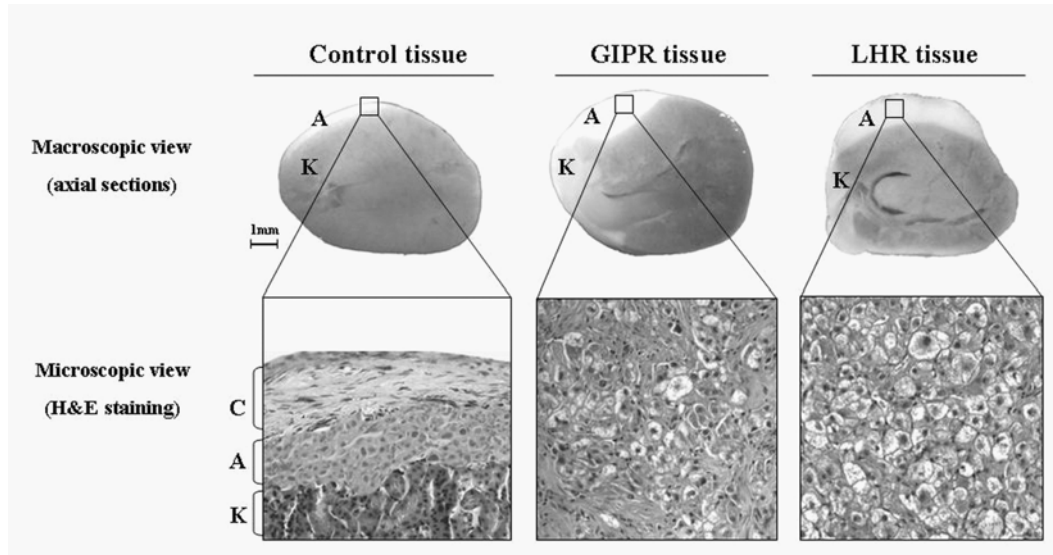 Control tissue
GIPR tissue
LHR tissue
Macroscopic view
(axial sections)
A
K
A
K
A
K
1mm
Microscopic view
(H&E staining)
C
A
K